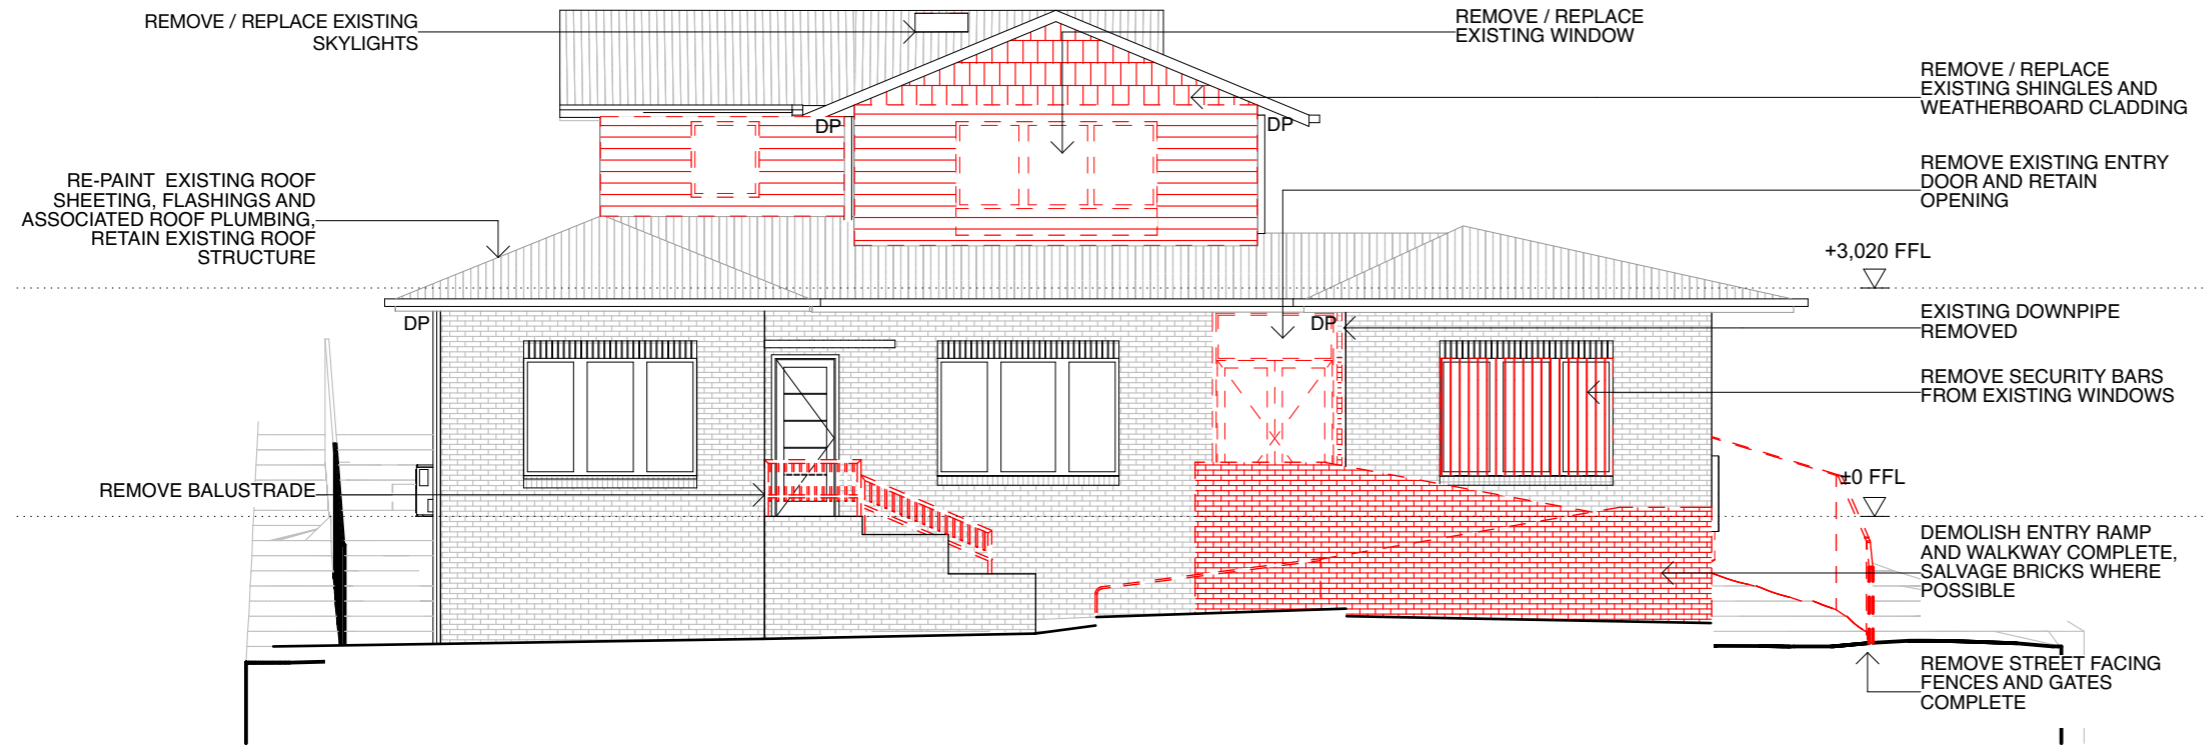 REMOVE / REPLACE EXISTING
SKYLIGHTS
REMOVE / REPLACE
EXISTING WINDOW
REMOVE / REPLACE
EXISTING SHINGLES AND
WEATHERBOARD CLADDING
DP
DP
REMOVE EXISTING ENTRY
DOOR AND RETAIN
OPENING
RE-PAINT EXISTING ROOF
SHEETING, FLASHINGS AND
ASSOCIATED ROOF PLUMBING,
RETAIN EXISTING ROOF
STRUCTURE
+3,020 FFL
DP
DP
EXISTING DOWNPIPE
REMOVED
REMOVE SECURITY BARS
FROM EXISTING WINDOWS
REMOVE BALUSTRADE
±0 FFL
DEMOLISH ENTRY RAMP
AND WALKWAY COMPLETE,
SALVAGE BRICKS WHERE
POSSIBLE
REMOVE STREET FACING
FENCES AND GATES
COMPLETE